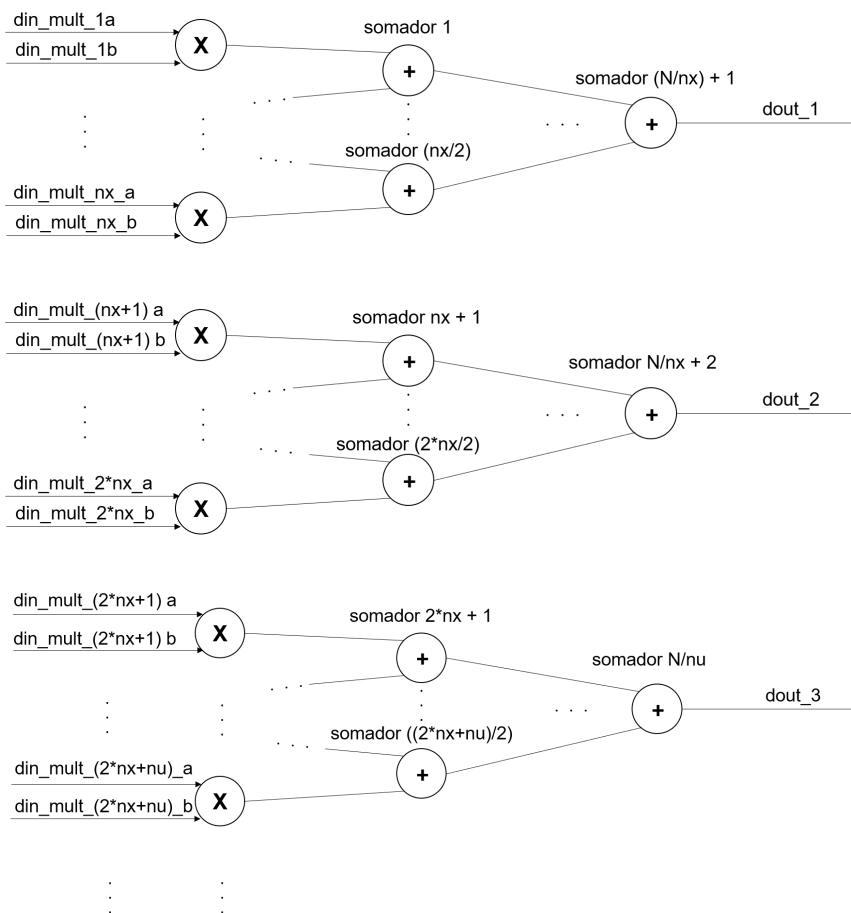 din_mult_1a
din_mult_1b
X
somador 1
+
somador (N/nx) + 1
+
dout_1
somador (nx/2)
+
din_mult_nx_a
din_mult_nx_b
X
din_mult_(nx+1) a
din_mult_(nx+1) b
X
somador nx + 1
+
somador N/nx + 2
+
dout_2
somador (2*nx/2)
+
din_mult_2*nx_a
din_mult_2*nx_b
X
din_mult_(2*nx+1) a
din_mult_(2*nx+1) b
X
somador 2*nx + 1
+
somador N/nu
+
dout_3
somador ((2*nx+nu)/2)
+
din_mult_(2*nx+nu)_a
din_mult_(2*nx+nu)_b
X